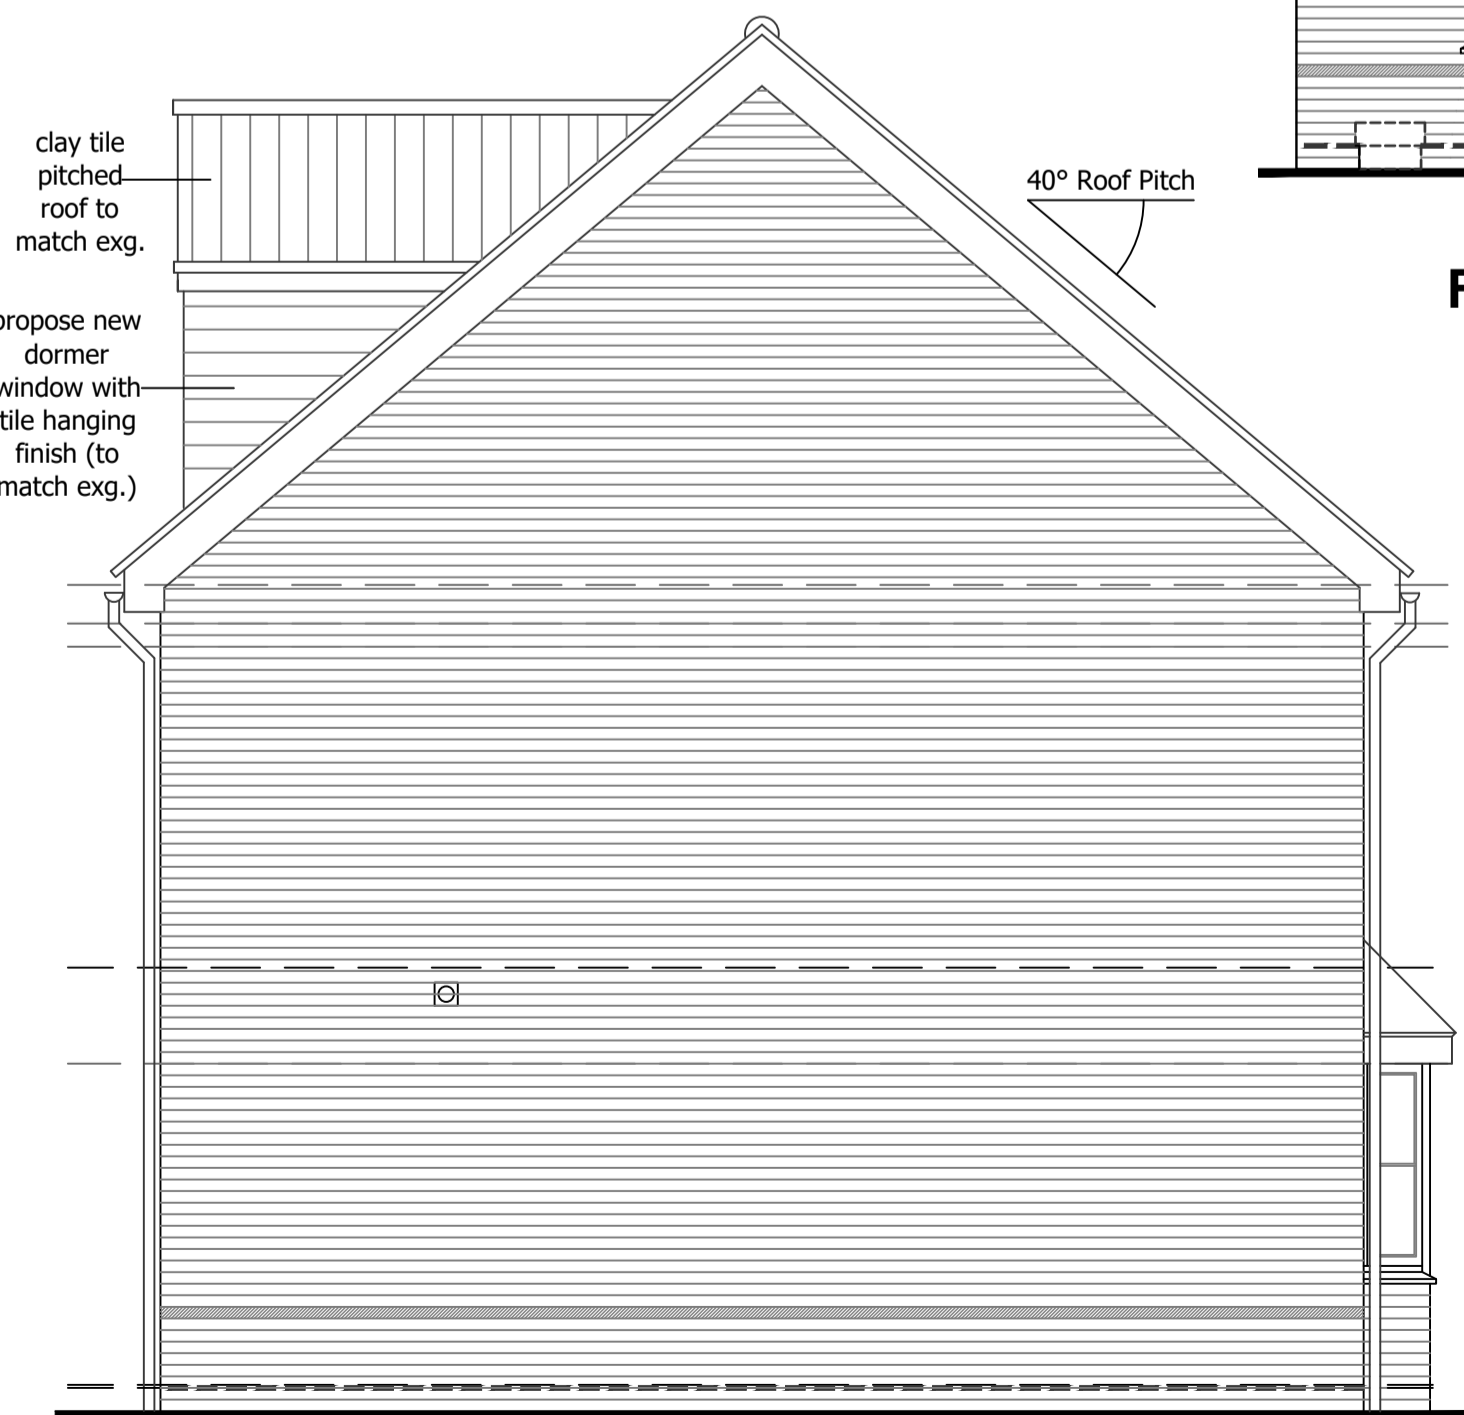 clay tile
pitched
roof to
match exg.
40° Roof Pitch
propose new
dormer
window with
tile hanging
finish (to
match exg.)